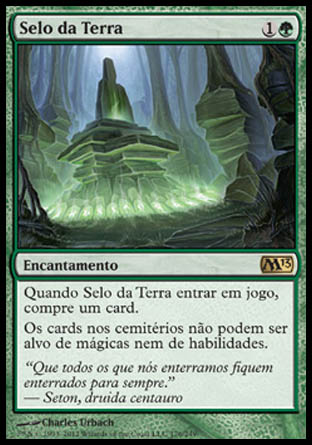 Selo da Terra 1
Encantamento M13
Quando Selo da Terra entrar em jogo,
compre um card.
Os cards nos cemitérios não podem ser
alvo de mágicas nem de habilidades.
“Que todos os que nós enterramos fiquem
enterrados para sempre.”
— Seton, druida centauro
Charles Urbach